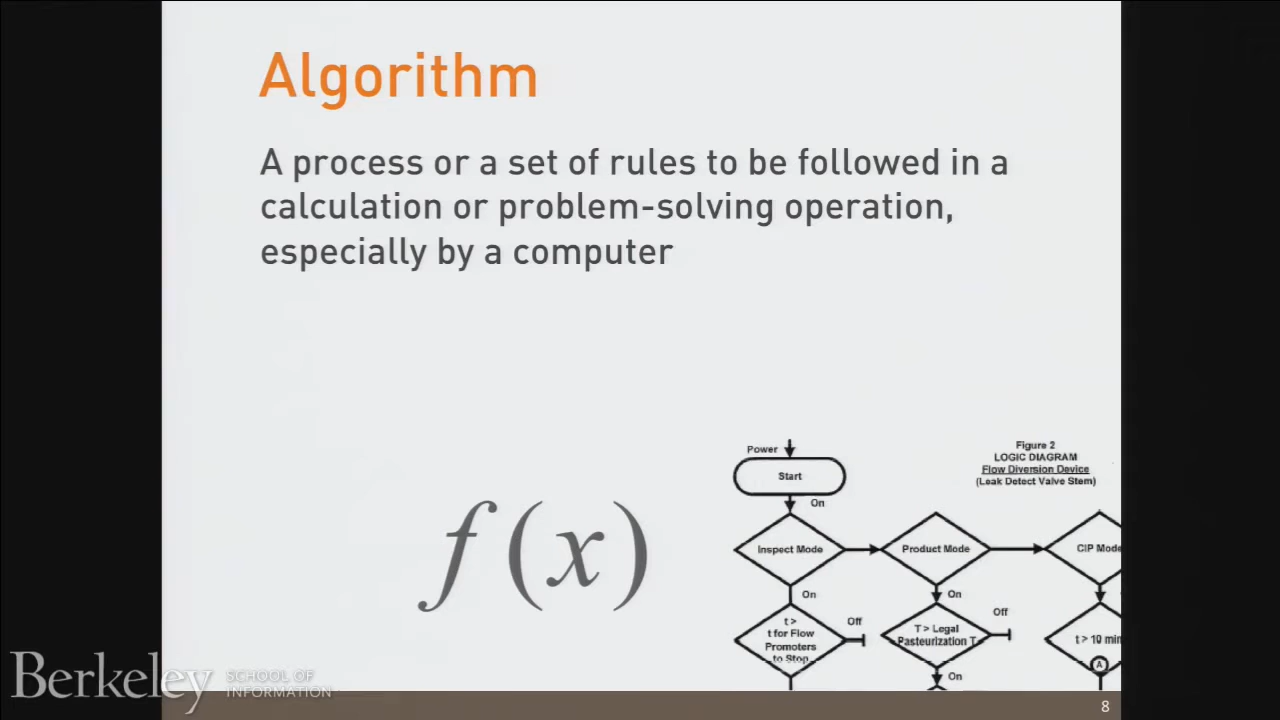 Algorithm
A process or a set of rules to be followed in a
calculation or problem-solving operation,
especially by a computer
f(x)
Power
Start
On
Figure 2
LOGIC DIAGRAM
Flow Diversion Device
(Leak Detect Valve Stem)
Inspect Mode
Product Mode
CIP Mode
On
On
t >
t for Flow
Promoters
to Stop
Off
T > Legal
Pasteurization T
Off
t > 10 min
A
On
Berkeley
SCHOOL OF
INFORMATION
8